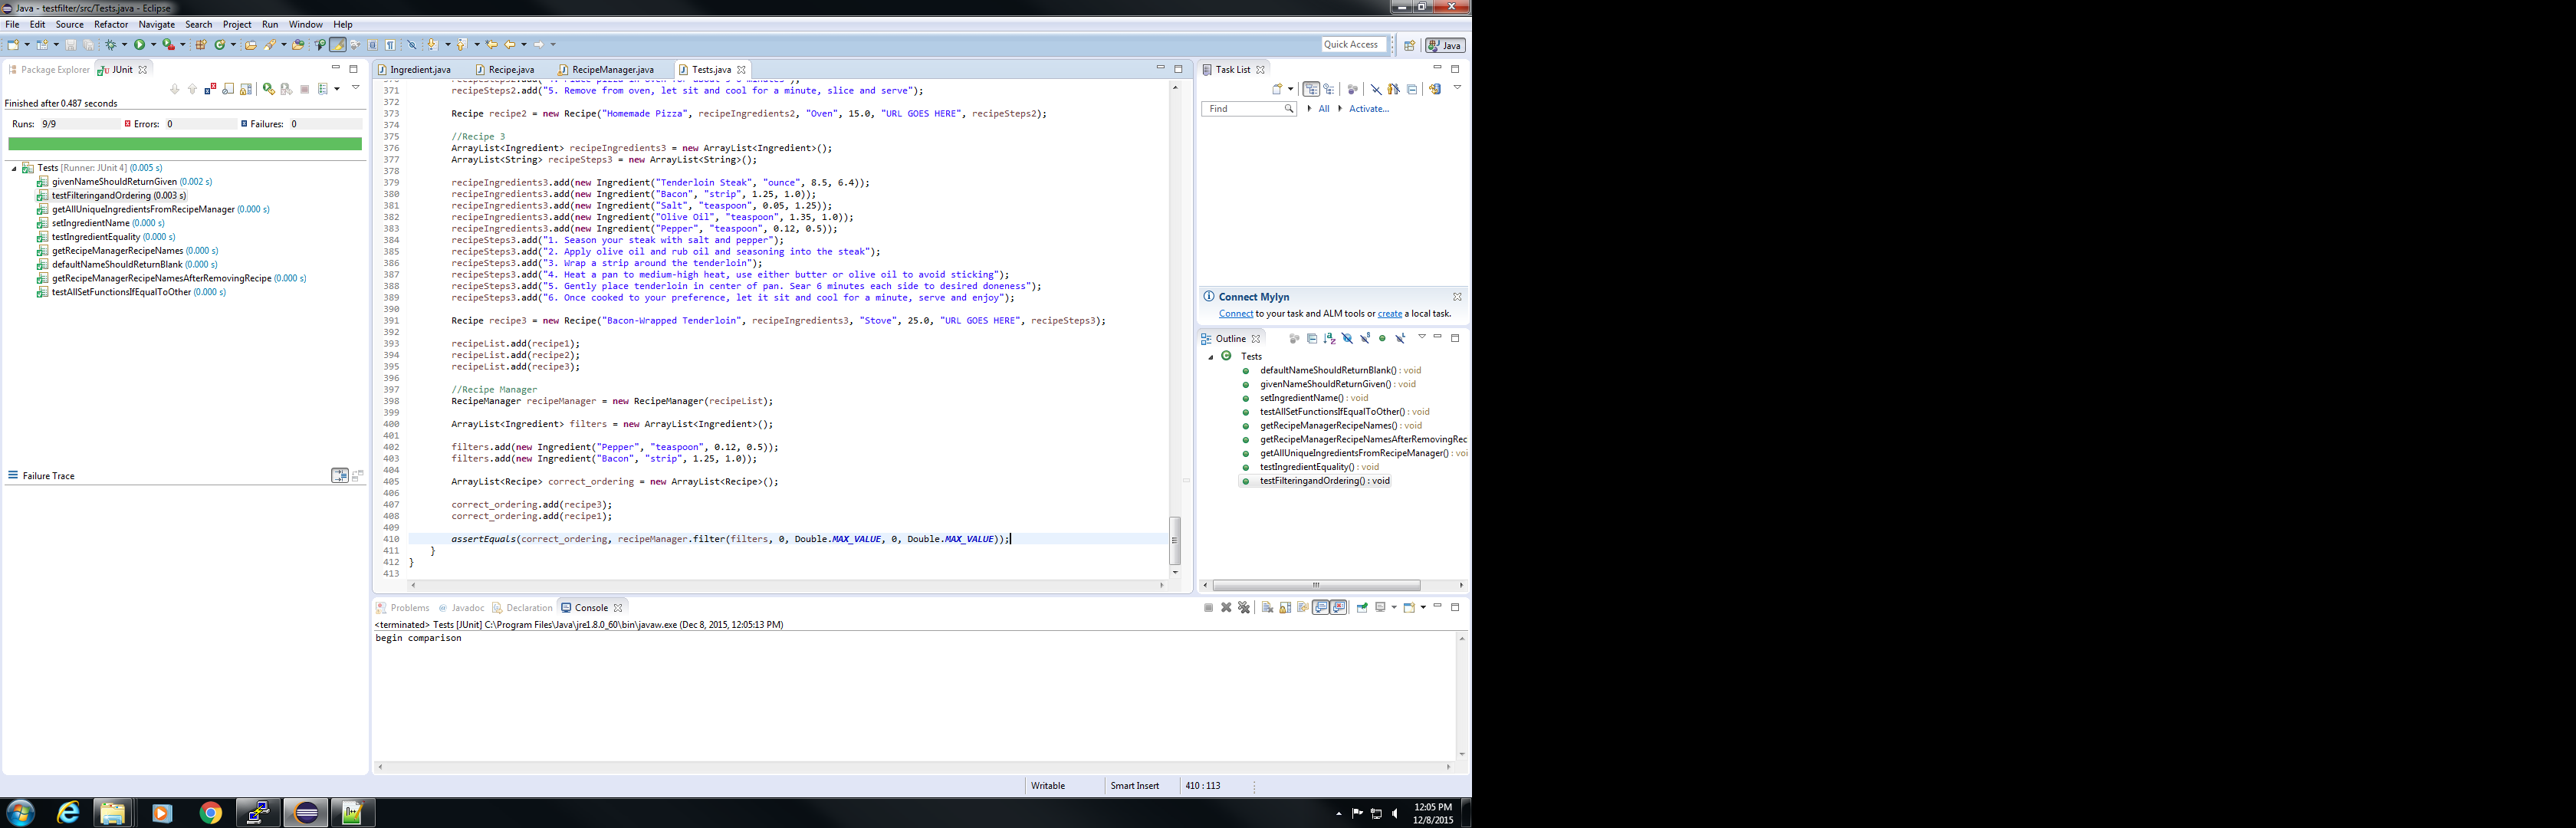 Java - testfilter/src/Tests.java - Eclipse
File Edit Source Refactor Navigate Search Project Run Window Help
Quick Access
Java
Package Explorer JUnit
Finished after 0.487 seconds
Runs: 9/9 Errors: 0 Failures: 0
Tests [Runner: JUnit 4] (0.005 s)
givenNameShouldReturnGiven (0.002 s)
testFilteringandOrdering (0.003 s)
getAllUniqueIngredientsFromRecipeManager (0.000 s)
setIngredientName (0.000 s)
testIngredientEquality (0.000 s)
getRecipeManagerRecipeNames (0.000 s)
defaultNameShouldReturnBlank (0.000 s)
getRecipeManagerRecipeNamesAfterRemovingRecipe (0.000 s)
testAllSetFunctionsIfEqualToOther (0.000 s)
Failure Trace
Ingredient.java Recipe.java RecipeManager.java Tests.java
371 recipeSteps2.add("5. Remove from oven, let sit and cool for a minute, slice and serve");
372
373 Recipe recipe2 = new Recipe("Homemade Pizza", recipeIngredients2, "Oven", 15.0, "URL GOES HERE", recipeSteps2);
374
375 //Recipe 3
376 ArrayList<Ingredient> recipeIngredients3 = new ArrayList<Ingredient>();
377 ArrayList<String> recipeSteps3 = new ArrayList<String>();
378
379 recipeIngredients3.add(new Ingredient("Tenderloin Steak", "ounce", 8.5, 6.4));
380 recipeIngredients3.add(new Ingredient("Bacon", "strip", 1.25, 1.0));
381 recipeIngredients3.add(new Ingredient("Salt", "teaspoon", 0.05, 1.25));
382 recipeIngredients3.add(new Ingredient("Olive Oil", "teaspoon", 1.35, 1.0));
383 recipeIngredients3.add(new Ingredient("Pepper", "teaspoon", 0.12, 0.5));
384 recipeSteps3.add("1. Season your steak with salt and pepper");
385 recipeSteps3.add("2. Apply olive oil and rub oil and seasoning into the steak");
386 recipeSteps3.add("3. Wrap a strip around the tenderloin");
387 recipeSteps3.add("4. Heat a pan to medium-high heat, use either butter or olive oil to avoid sticking");
388 recipeSteps3.add("5. Gently place tenderloin in center of pan. Sear 6 minutes each side to desired doneness");
389 recipeSteps3.add("6. Once cooked to your preference, let it sit and cool for a minute, serve and enjoy");
390
391 Recipe recipe3 = new Recipe("Bacon-Wrapped Tenderloin", recipeIngredients3, "Stove", 25.0, "URL GOES HERE", recipeSteps3);
392
393 recipeList.add(recipe1);
394 recipeList.add(recipe2);
395 recipeList.add(recipe3);
396
397 //Recipe Manager
398 RecipeManager recipeManager = new RecipeManager(recipeList);
399
400 ArrayList<Ingredient> filters = new ArrayList<Ingredient>();
401
402 filters.add(new Ingredient("Pepper", "teaspoon", 0.12, 0.5));
403 filters.add(new Ingredient("Bacon", "strip", 1.25, 1.0));
404
405 ArrayList<Recipe> correct_ordering = new ArrayList<Recipe>();
406
407 correct_ordering.add(recipe3);
408 correct_ordering.add(recipe1);
409
410 assertEquals(correct_ordering, recipeManager.filter(filters, 0, Double.MAX_VALUE, 0, Double.MAX_VALUE));
411 }
412 }
413
Problems @ Javadoc Declaration Console
<terminated> Tests [JUnit] C:\Program Files\Java\jre1.8.0_60\bin\javaw.exe (Dec 8, 2015, 12:05:13 PM)
begin comparison
Task List
Find All Activate...
Connect Mylyn
Connect to your task and ALM tools or create a local task.
Outline
Tests
defaultNameShouldReturnBlank() : void
givenNameShouldReturnGiven() : void
setIngredientName() : void
testAllSetFunctionsIfEqualToOther() : void
getRecipeManagerRecipeNames() : void
getRecipeManagerRecipeNamesAfterRemovingRec
getAllUniqueIngredientsFromRecipeManager() : voi
testIngredientEquality() : void
testFilteringandOrdering() : void
Writable Smart Insert 410 : 113
12:05 PM
12/8/2015